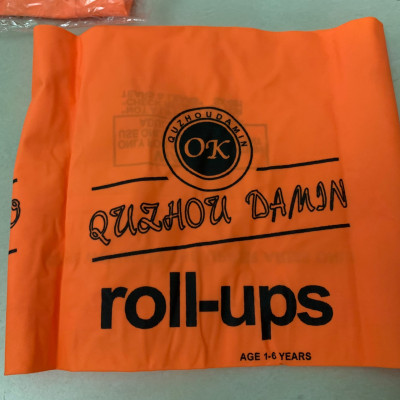 QUZHOUDAMIN
OK
QUZHOU DAMIN
roll-ups
AGE 1-6 YEARS